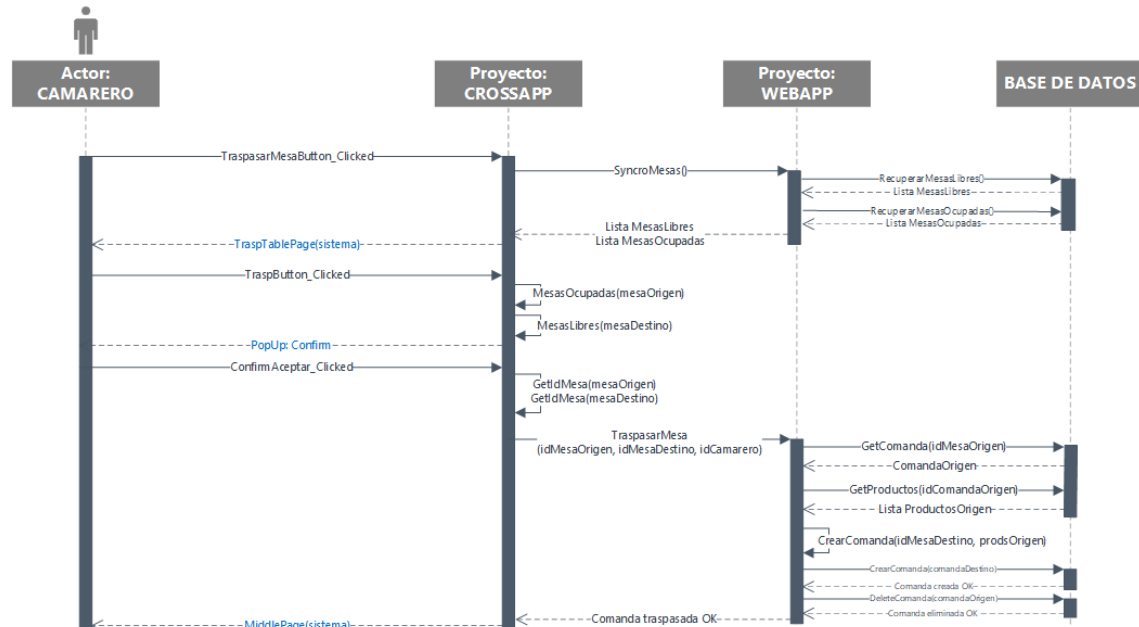 Actor:
CAMARERO
Proyecto:
CROSSAPP
Proyecto:
WEBAPP
BASE DE DATOS
TraspasarMesaButton_Clicked
SyncroMesas()
RecuperarMesasLibres()
Lista MesasLibres
RecuperarMesasOcupadas()
Lista MesasOcupadas
Lista MesasLibres
Lista MesasOcupadas
TraspTablePage(sistema)
TraspButton_Clicked
MesasOcupadas(mesaOrigen)
MesasLibres(mesaDestino)
PopUp: Confirm
ConfirmAceptar_Clicked
GetIdMesa(mesaOrigen)
GetIdMesa(mesaDestino)
TraspasarMesa
(idMesaOrigen, idMesaDestino, idCamarero)
GetComanda(idMesaOrigen)
ComandaOrigen
GetProductos(idComandaOrigen)
Lista ProductosOrigen
CrearComanda(idMesaDestino, prodsOrigen)
CrearComanda(comandaDestino)
Comanda creada OK
DeleteComanda(comandaOrigen)
Comanda eliminada OK
Comanda traspasada OK
MiddlePage(sistema)